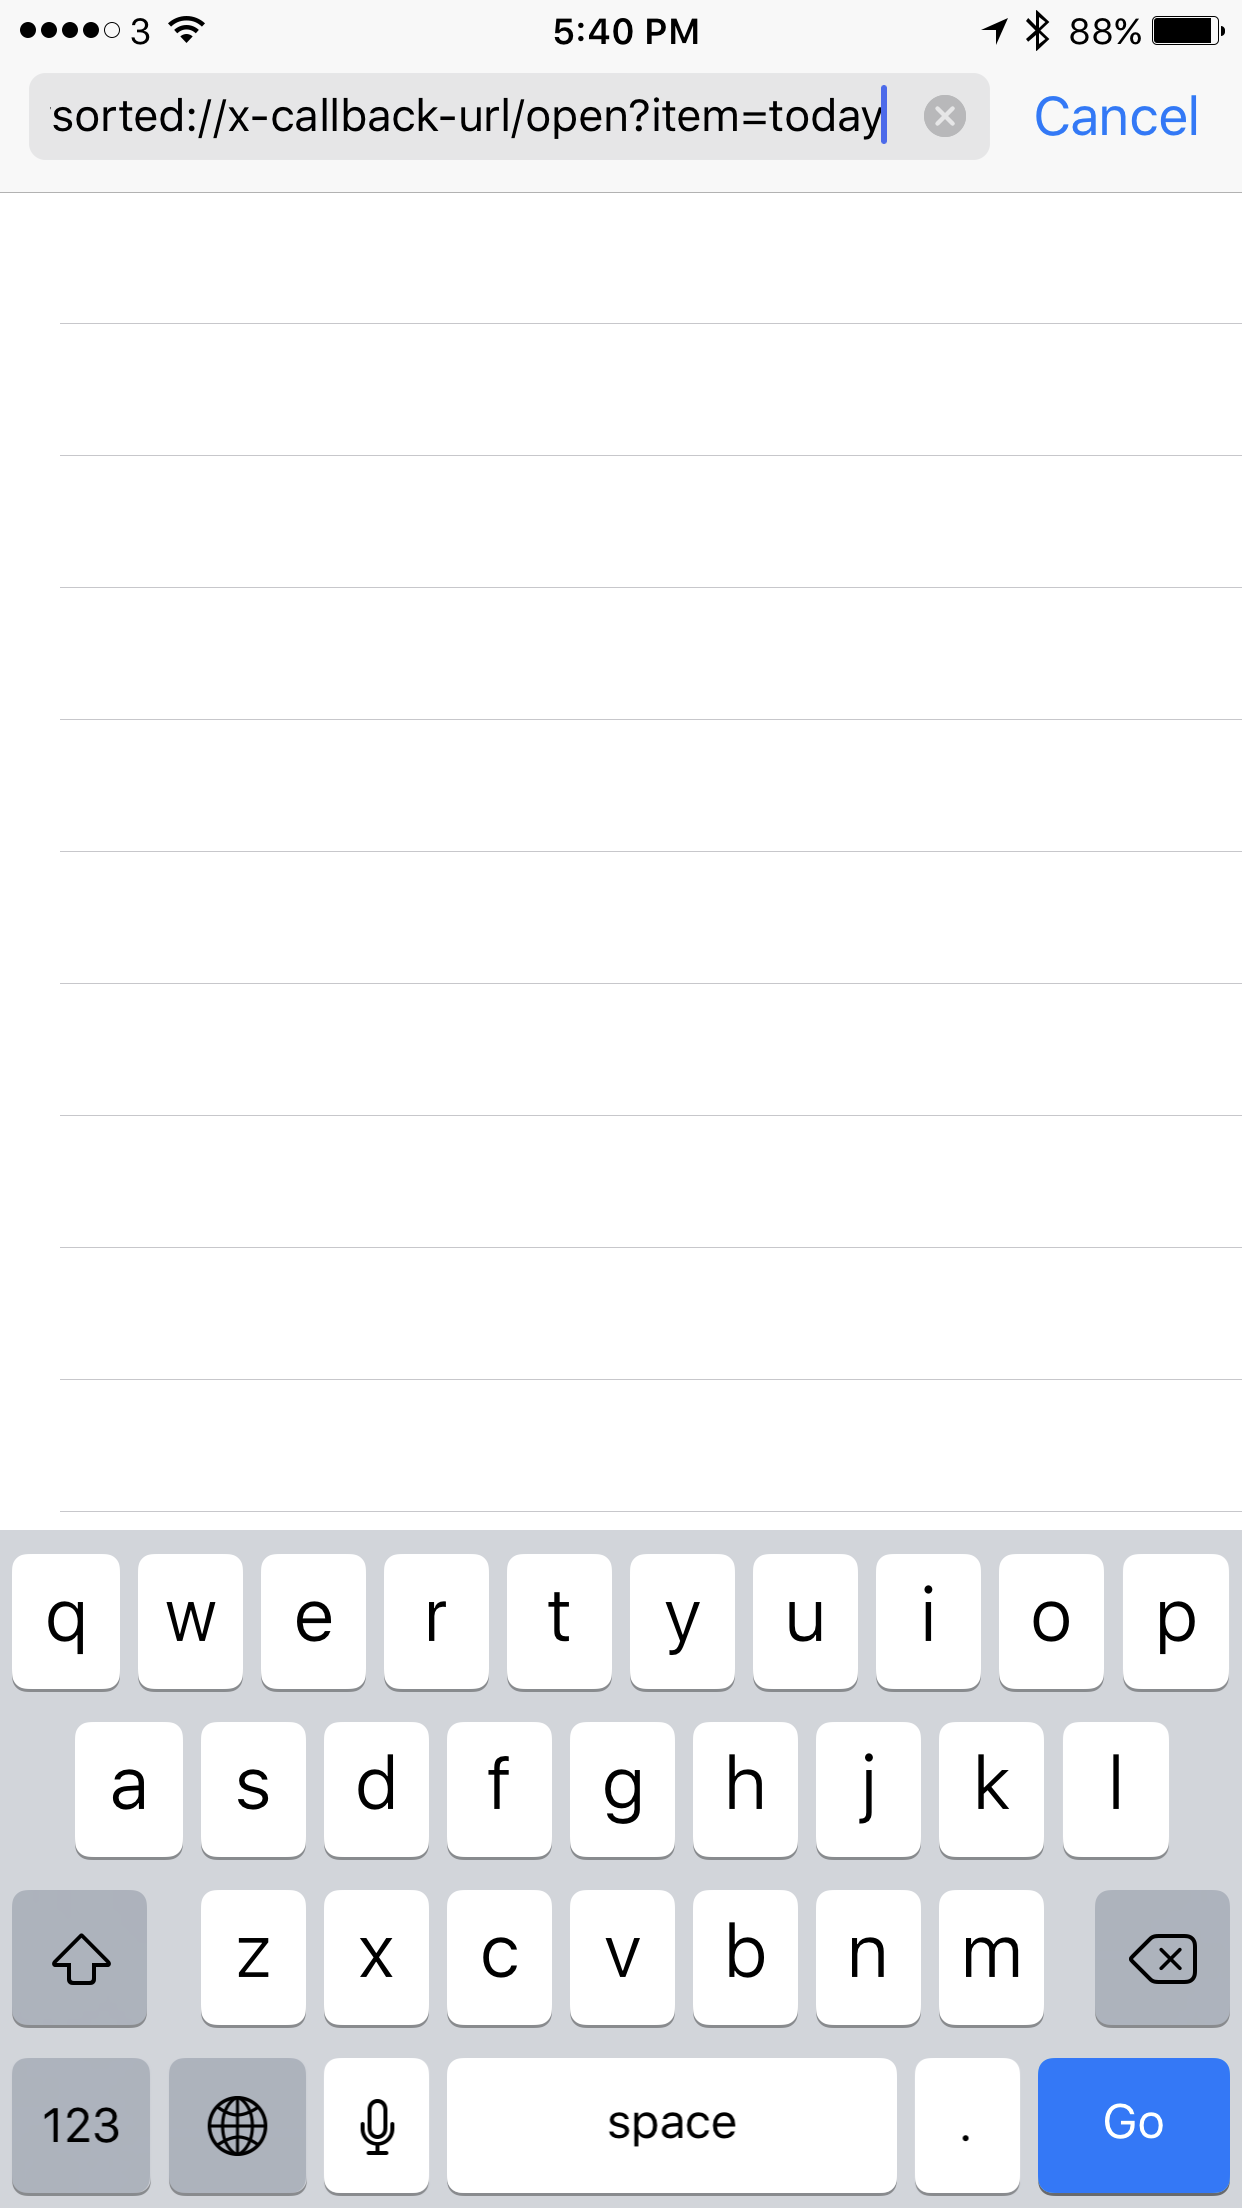 3 5:40 PM 88%
sorted://x-callback-url/open?item=today Cancel
q w e r t y u i o p
a s d f g h j k l
z x c v b n m
123 space . Go